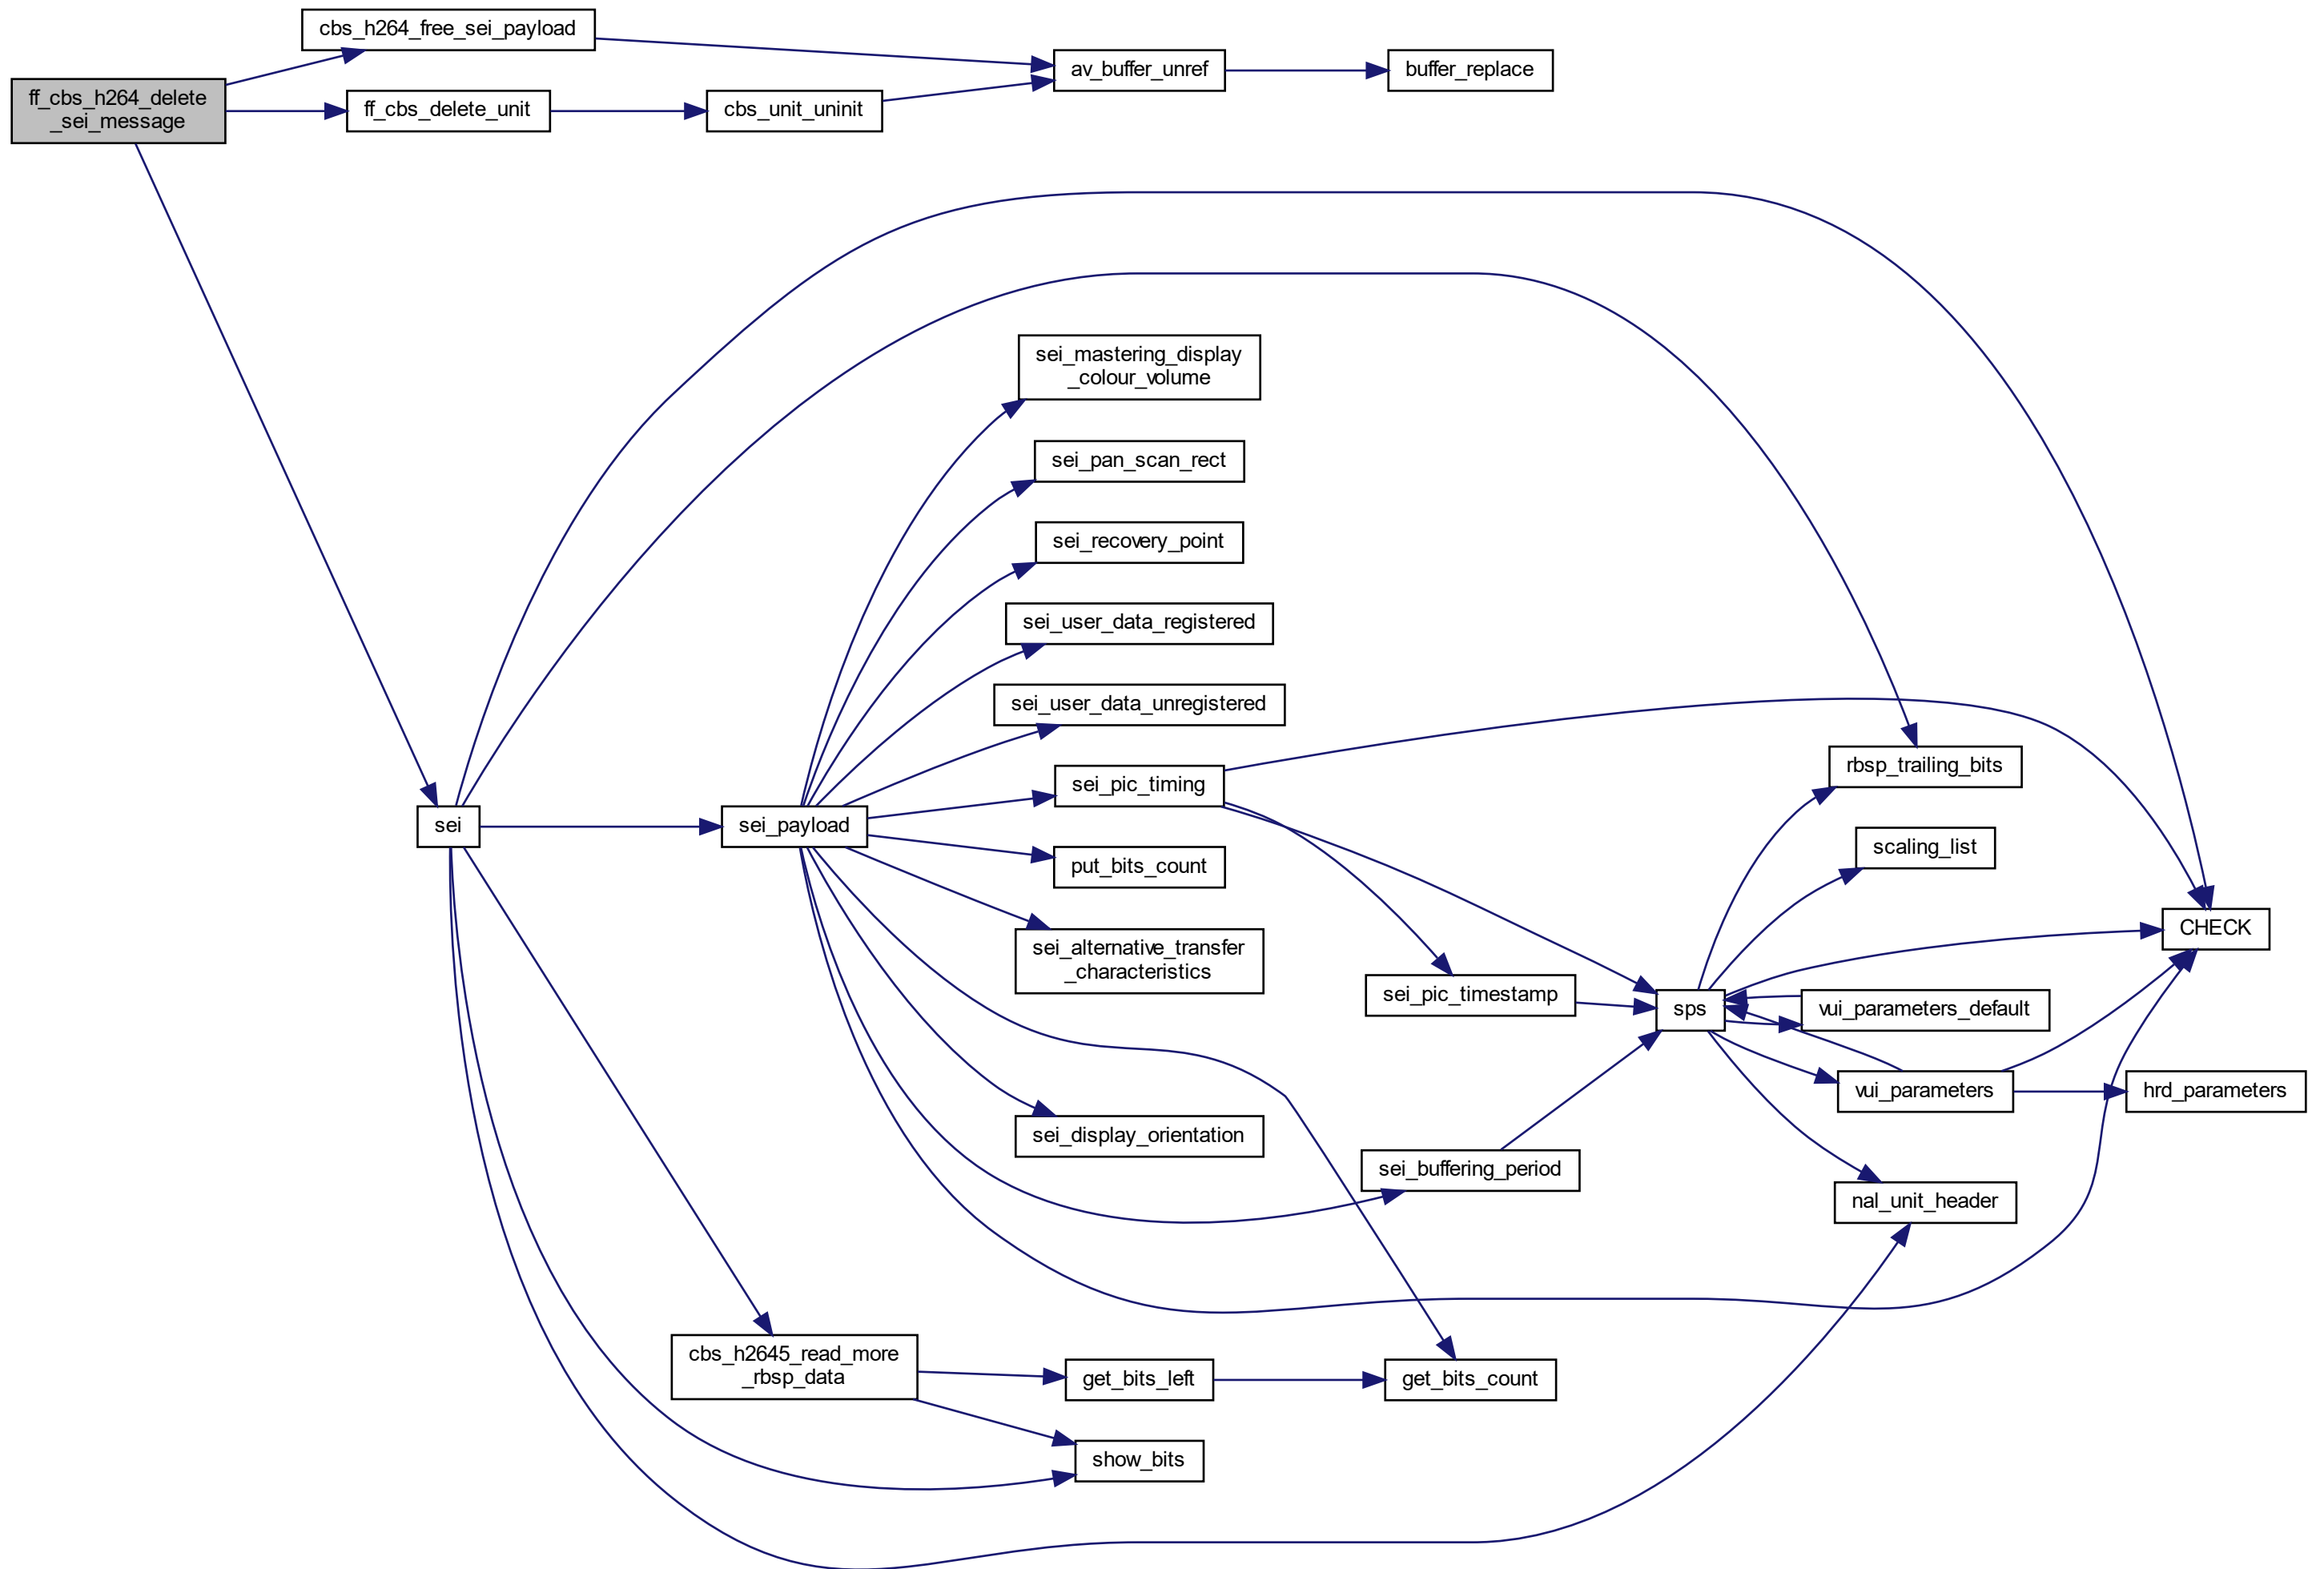 cbs_h264_free_sei_payload
av_buffer_unref
buffer_replace
ff_cbs_h264_delete
_sei_message
ff_cbs_delete_unit
cbs_unit_uninit
sei_mastering_display
_colour_volume
sei_pan_scan_rect
sei_recovery_point
sei_user_data_registered
sei_user_data_unregistered
sei_pic_timing
rbsp_trailing_bits
sei
sei_payload
put_bits_count
scaling_list
CHECK
sei_alternative_transfer
_characteristics
sei_pic_timestamp
sps
vui_parameters_default
vui_parameters
hrd_parameters
sei_display_orientation
sei_buffering_period
nal_unit_header
cbs_h2645_read_more
_rbsp_data
get_bits_left
get_bits_count
show_bits